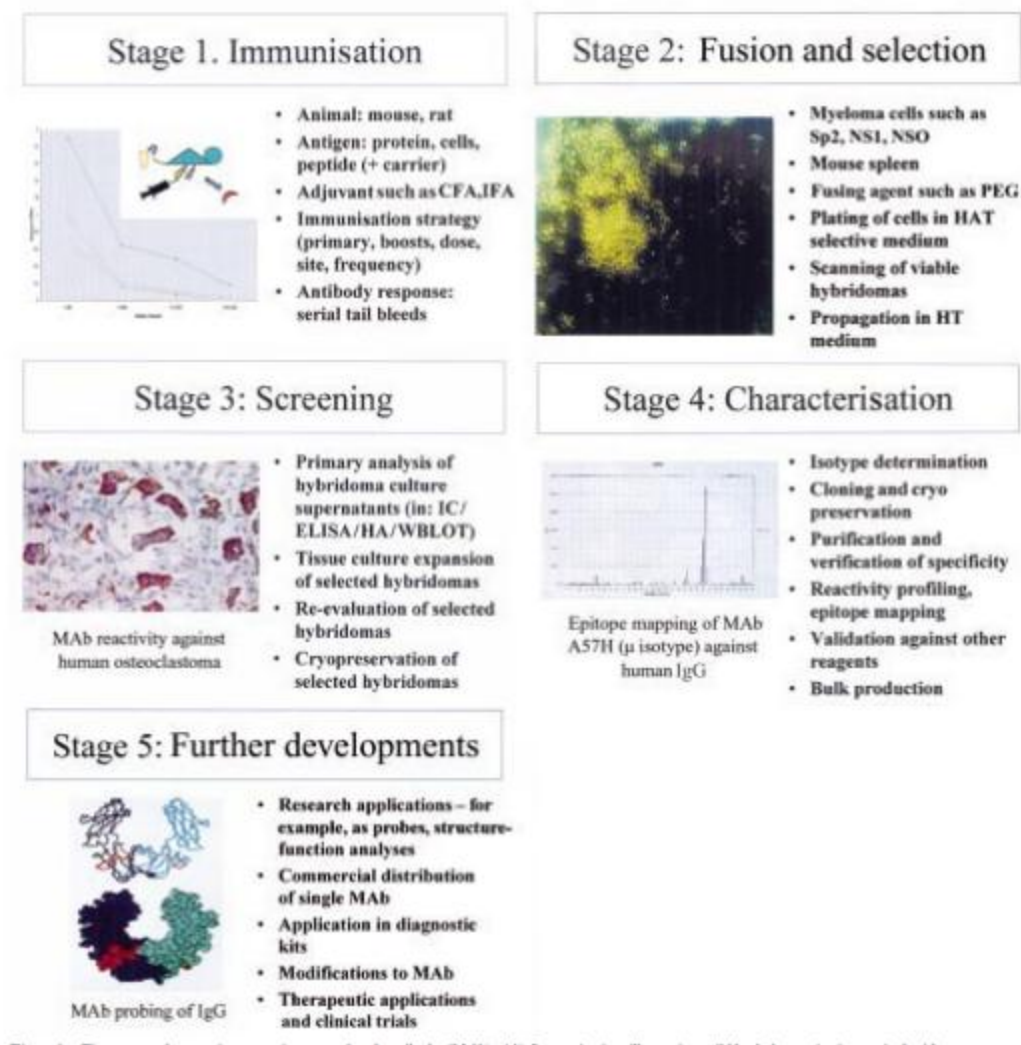 Stage 1. Immunisation
• Animal: mouse, rat
• Antigen: protein, cells,
peptide (+ carrier)
• Adjuvant such as CFA,IFA
• Immunisation strategy
(primary, boosts, dose,
site, frequency)
• Antibody response:
serial tail bleeds
Stage 2: Fusion and selection
• Myeloma cells such as
Sp2, NS1, NSO
• Mouse spleen
• Fusing agent such as PEG
• Plating of cells in HAT
selective medium
• Scanning of viable
hybridomas
• Propagation in HT
medium
Stage 3: Screening
MAb reactivity against
human osteoclastoma
• Primary analysis of
hybridoma culture
supernatants (in: IC/
ELISA/HA/WBLOT)
• Tissue culture expansion
of selected hybridomas
• Re-evaluation of selected
hybridomas
• Cryopreservation of
selected hybridomas
Stage 4: Characterisation
Epitope mapping of MAb
A57H (μ isotype) against
human IgG
• Isotype determination
• Cloning and cryo
preservation
• Purification and
verification of specificity
• Reactivity profiling,
epitope mapping
• Validation against other
reagents
• Bulk production
Stage 5: Further developments
MAb probing of IgG
• Research applications – for
example, as probes, structure-
function analyses
• Commercial distribution
of single MAb
• Application in diagnostic
kits
• Modifications to MAb
• Therapeutic applications
and clinical trials